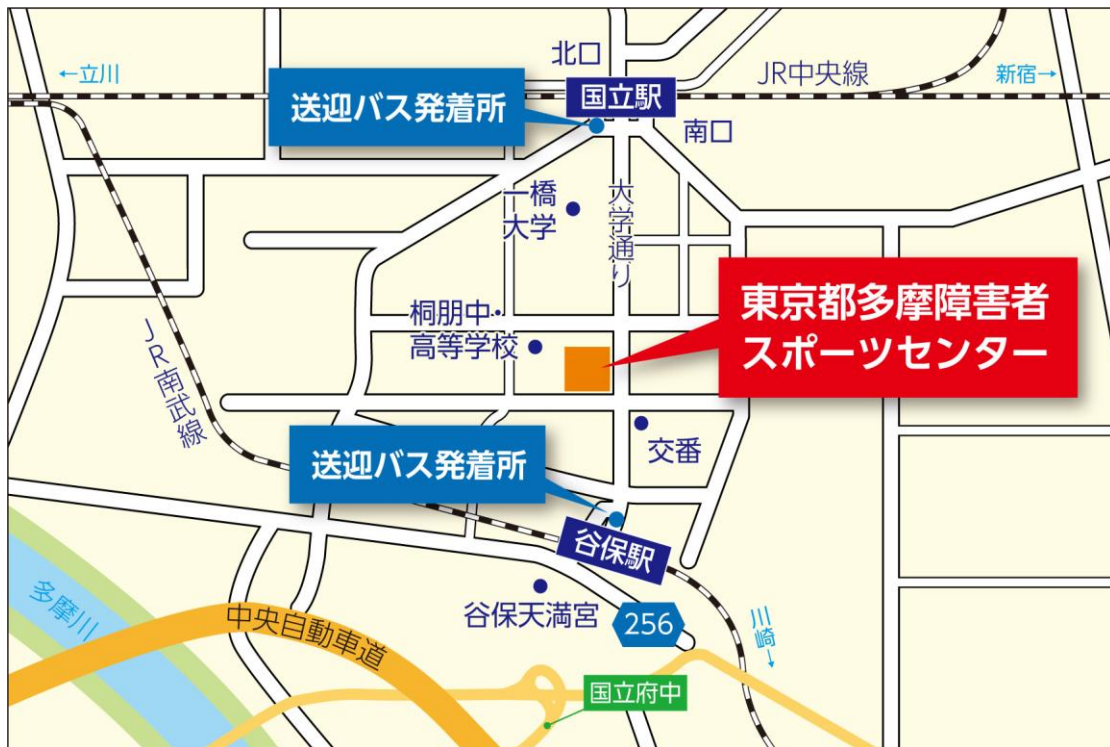 北口
←立川
JR中央線
新宿→
国立駅
送迎バス発着所
南口
一橋
大学
大学通り
東京都多摩障害者
スポーツセンター
桐朋中・
高等学校
JR南武線
交番
送迎バス発着所
谷保駅
多摩川
谷保天満宮
256
川崎→
中央自動車道
国立府中